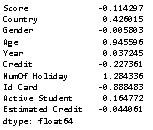 Score -0.114297
Country 0.426015
Gender -0.005803
Age 0.945596
Year 0.037245
Credit -0.227361
NumOf Holiday 1.284336
Id Card -0.888483
Active Student 0.164772
Estimated Credit -0.044061
dtype: float64